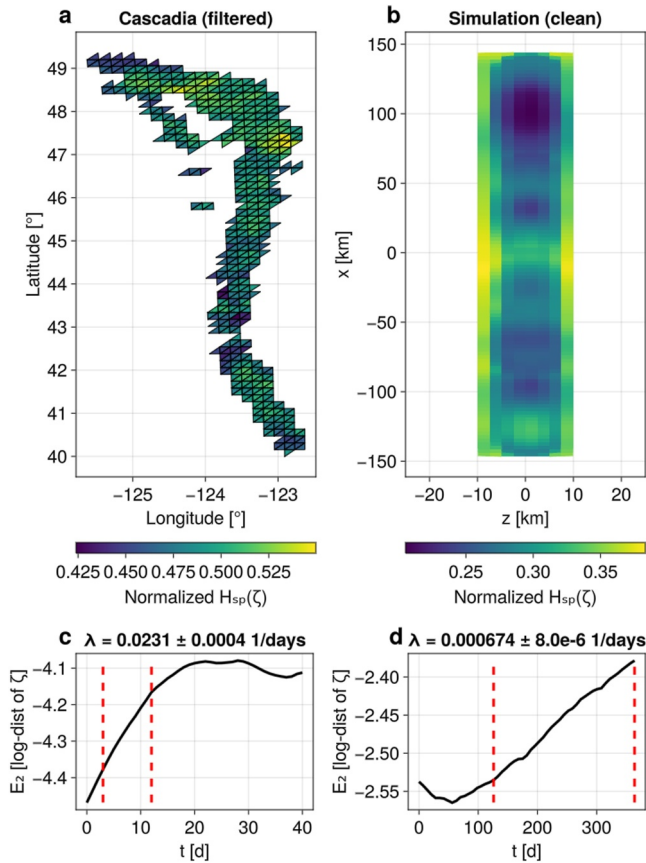 a Cascadia (filtered)
49
48
47
46
45
44
43
42
41
40
Latitude [°]
−125 −124 −123
Longitude [°]
0.425 0.450 0.475 0.500 0.525
Normalized Hsp(ζ)
b Simulation (clean)
150
100
50
0
−50
−100
−150
x [km]
−20 −10 0 10 20
z [km]
0.25 0.30 0.35
Normalized Hsp(ζ)
c λ = 0.0231 ± 0.0004 1/days
−4.1
−4.2
−4.3
−4.4
E₂ [log-dist of ζ]
0 10 20 30 40
t [d]
d λ = 0.000674 ± 8.0e-6 1/days
−2.40
−2.45
−2.50
−2.55
E₂ [log-dist of ζ]
0 100 200 300
t [d]